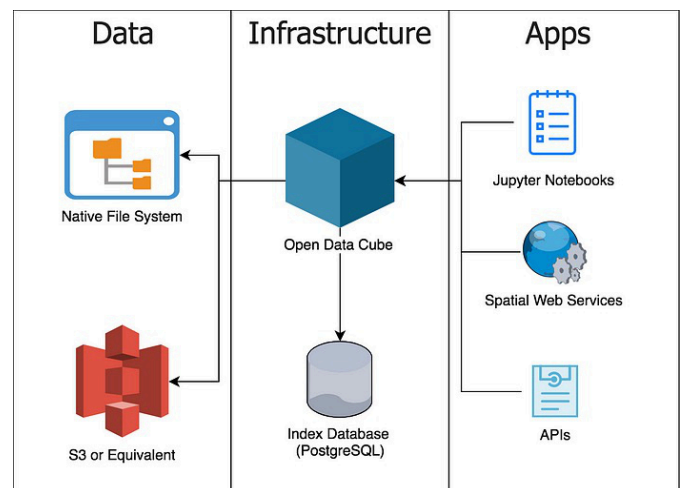 Data
Infrastructure
Apps
Native File System
Open Data Cube
Jupyter Notebooks
Spatial Web Services
S3 or Equivalent
Index Database
(PostgreSQL)
APIs